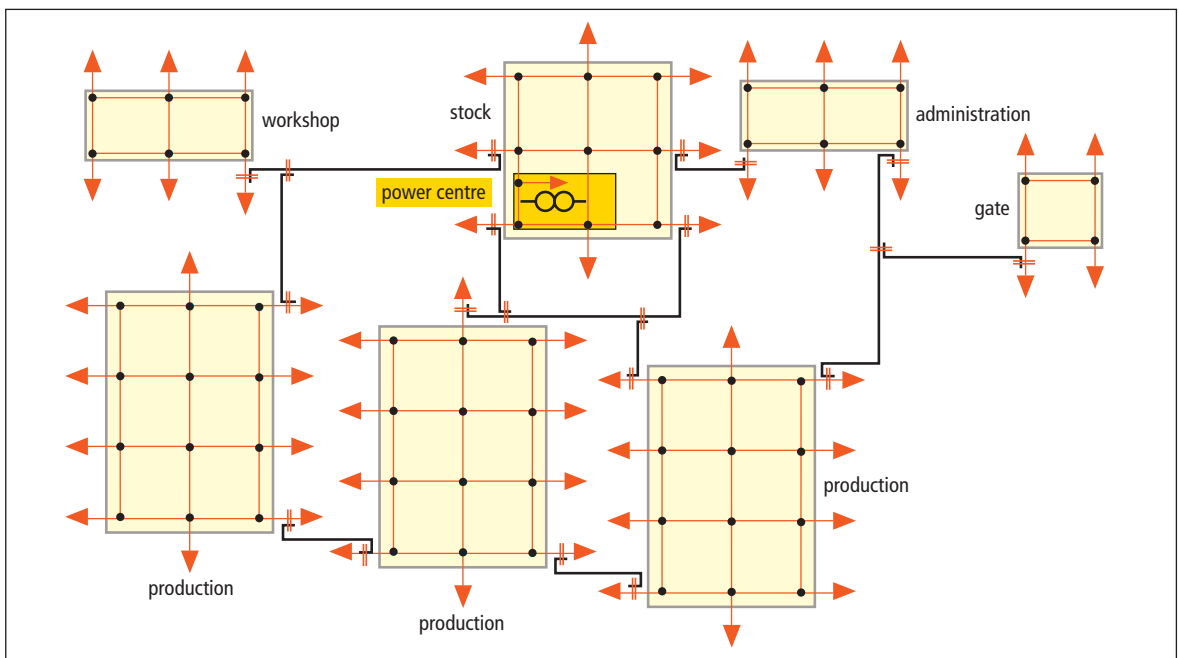 workshop
stock
administration
power centre
gate
production
production
production